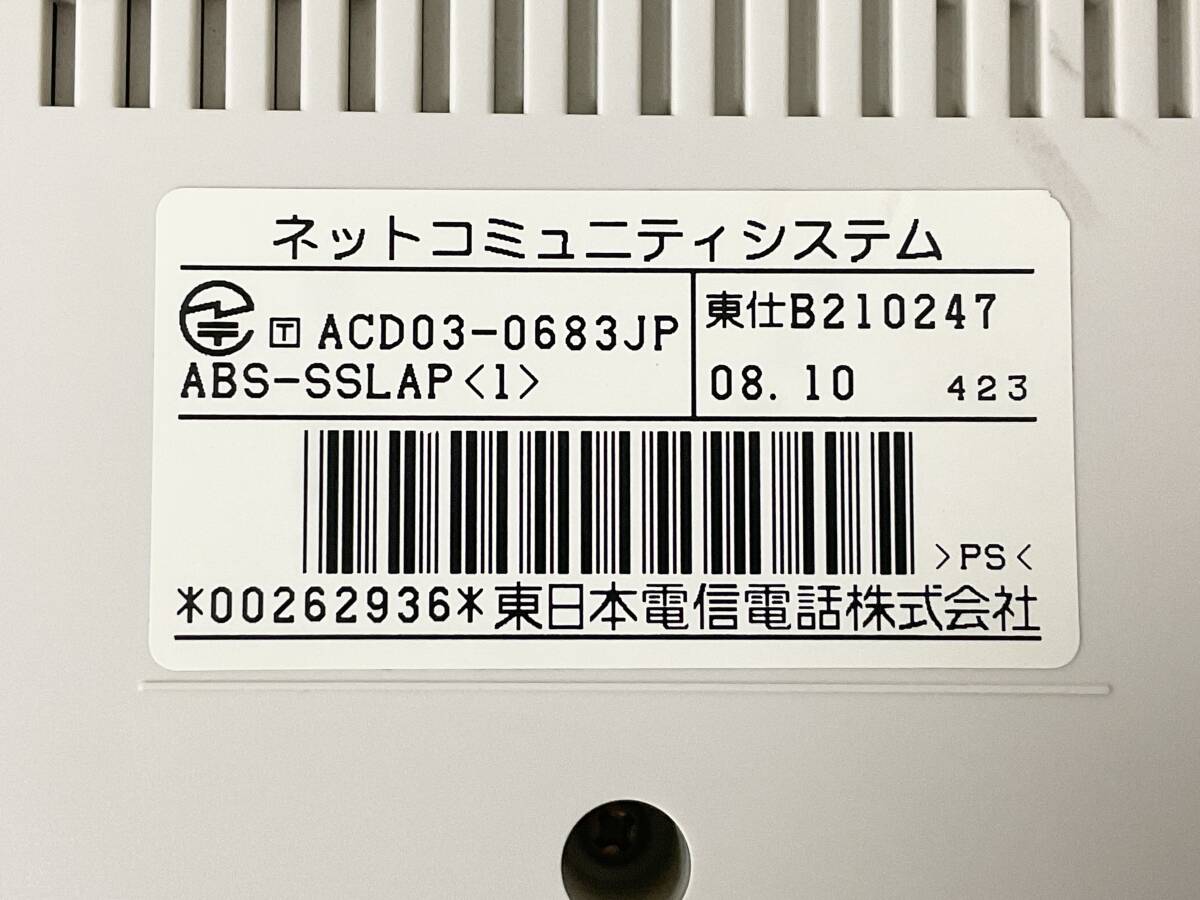 ネットコミュニティシステム
T ACD03-0683JP
ABS-SSLAP<1>
東仕B210247
08.10 423
>PS<
*00262936*東日本電信電話株式会社